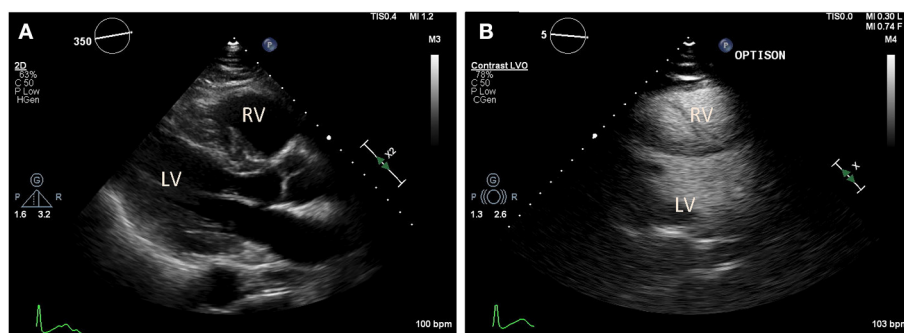 A
TIS0.4 MI 1.2
350
P
M3
2D
63%
C 50
P Low
HGen
RV
X2
LV
G
P R
1.6 3.2
100 bpm
B
TIS0.0 MI 0.30 L
MI 0.74 F
5
P
M4
OPTISON
Contrast LVO
78%
C 50
P Low
CGen
RV
X
G
P R
1.3 2.6
LV
103 bpm